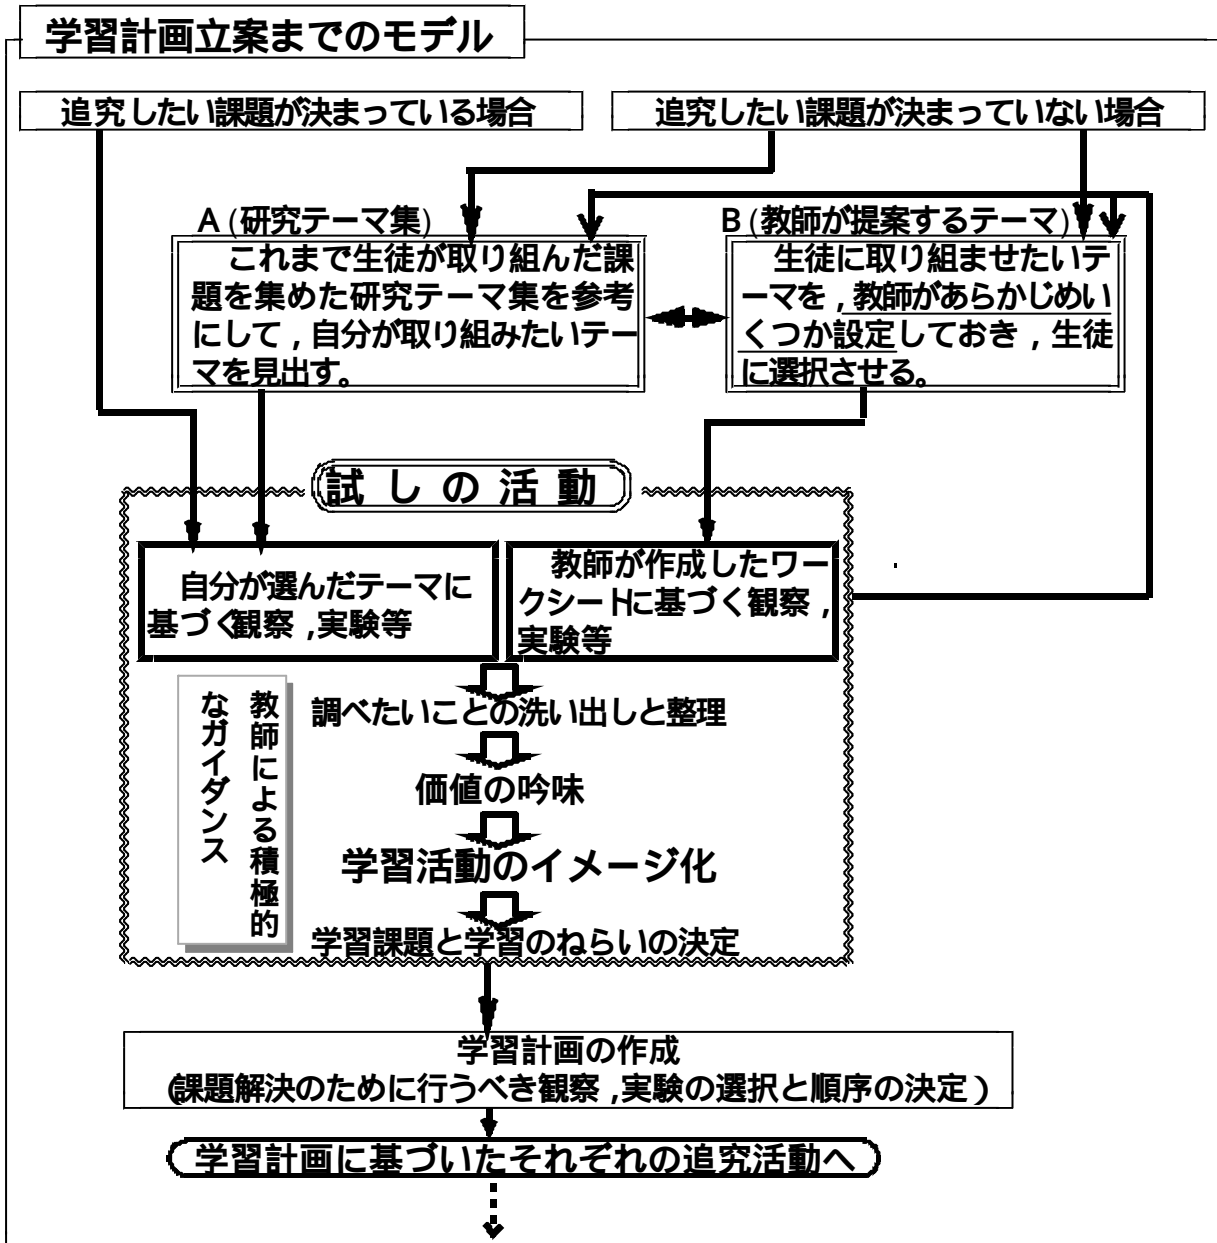 学習計画立案までのモデル
追究したい課題が決まっている場合
追究したい課題が決まっていない場合
A（研究テーマ集）
これまで生徒が取り組んだ課
題を集めた研究テーマ集を参考
にして，自分が取り組みたいテー
マを見出す。
B（教師が提案するテーマ）
生徒に取り組ませたいテ
ーマを，教師があらかじめい
くつか設定しておき，生徒
に選択させる。
試しの活動
自分が選んだテーマに
基づく観察，実験等
教師が作成したワー
クシートに基づく観察，
実験等
教師による積極的
なガイダンス
調べたいことの洗い出しと整理
価値の吟味
学習活動のイメージ化
学習課題と学習のねらいの決定
学習計画の作成
（課題解決のために行うべき観察，実験の選択と順序の決定）
学習計画に基づいたそれぞれの追究活動へ